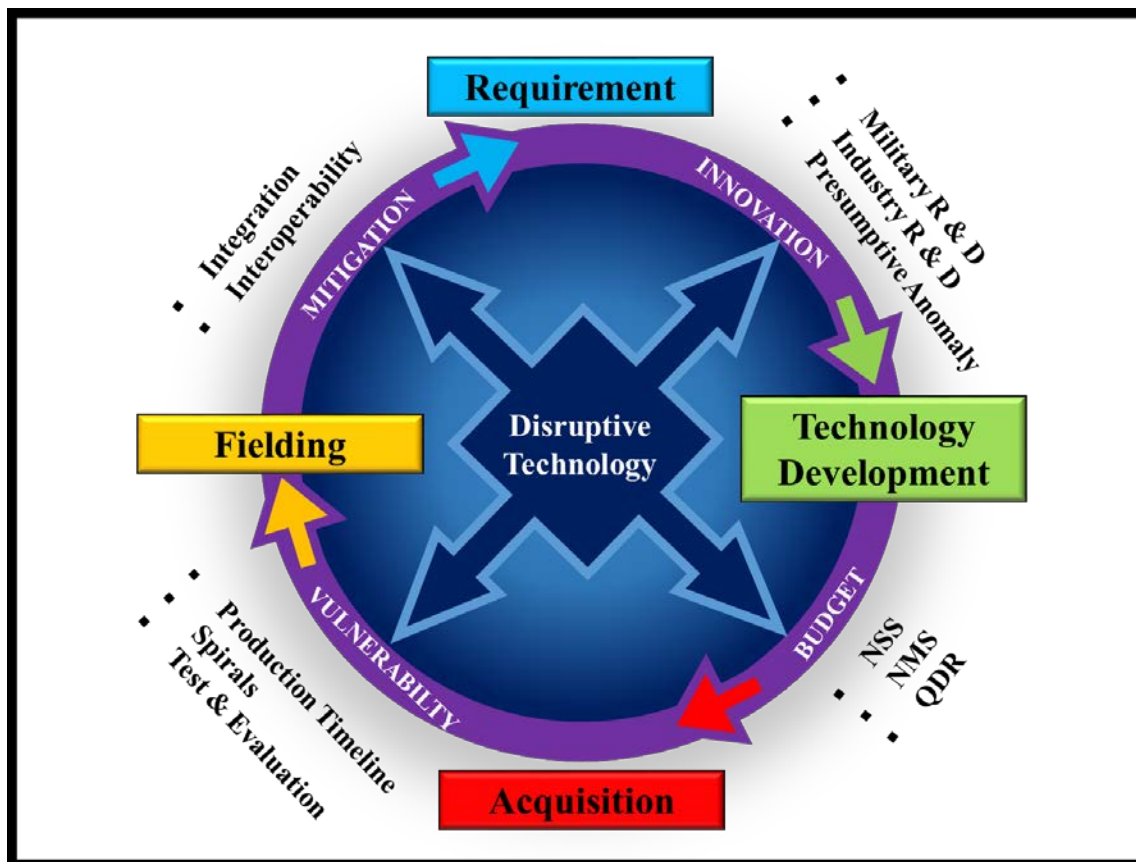 Requirement
INNOVATION
Military R & D
Industry R & D
Presumptive Anomaly
Technology
Development
BUDGET
NSS
NMS
QDR
Acquisition
VULNERABILTY
Production Timeline
Spirals
Test & Evaluation
Fielding
MITIGATION
Integration
Interoperability
Disruptive
Technology